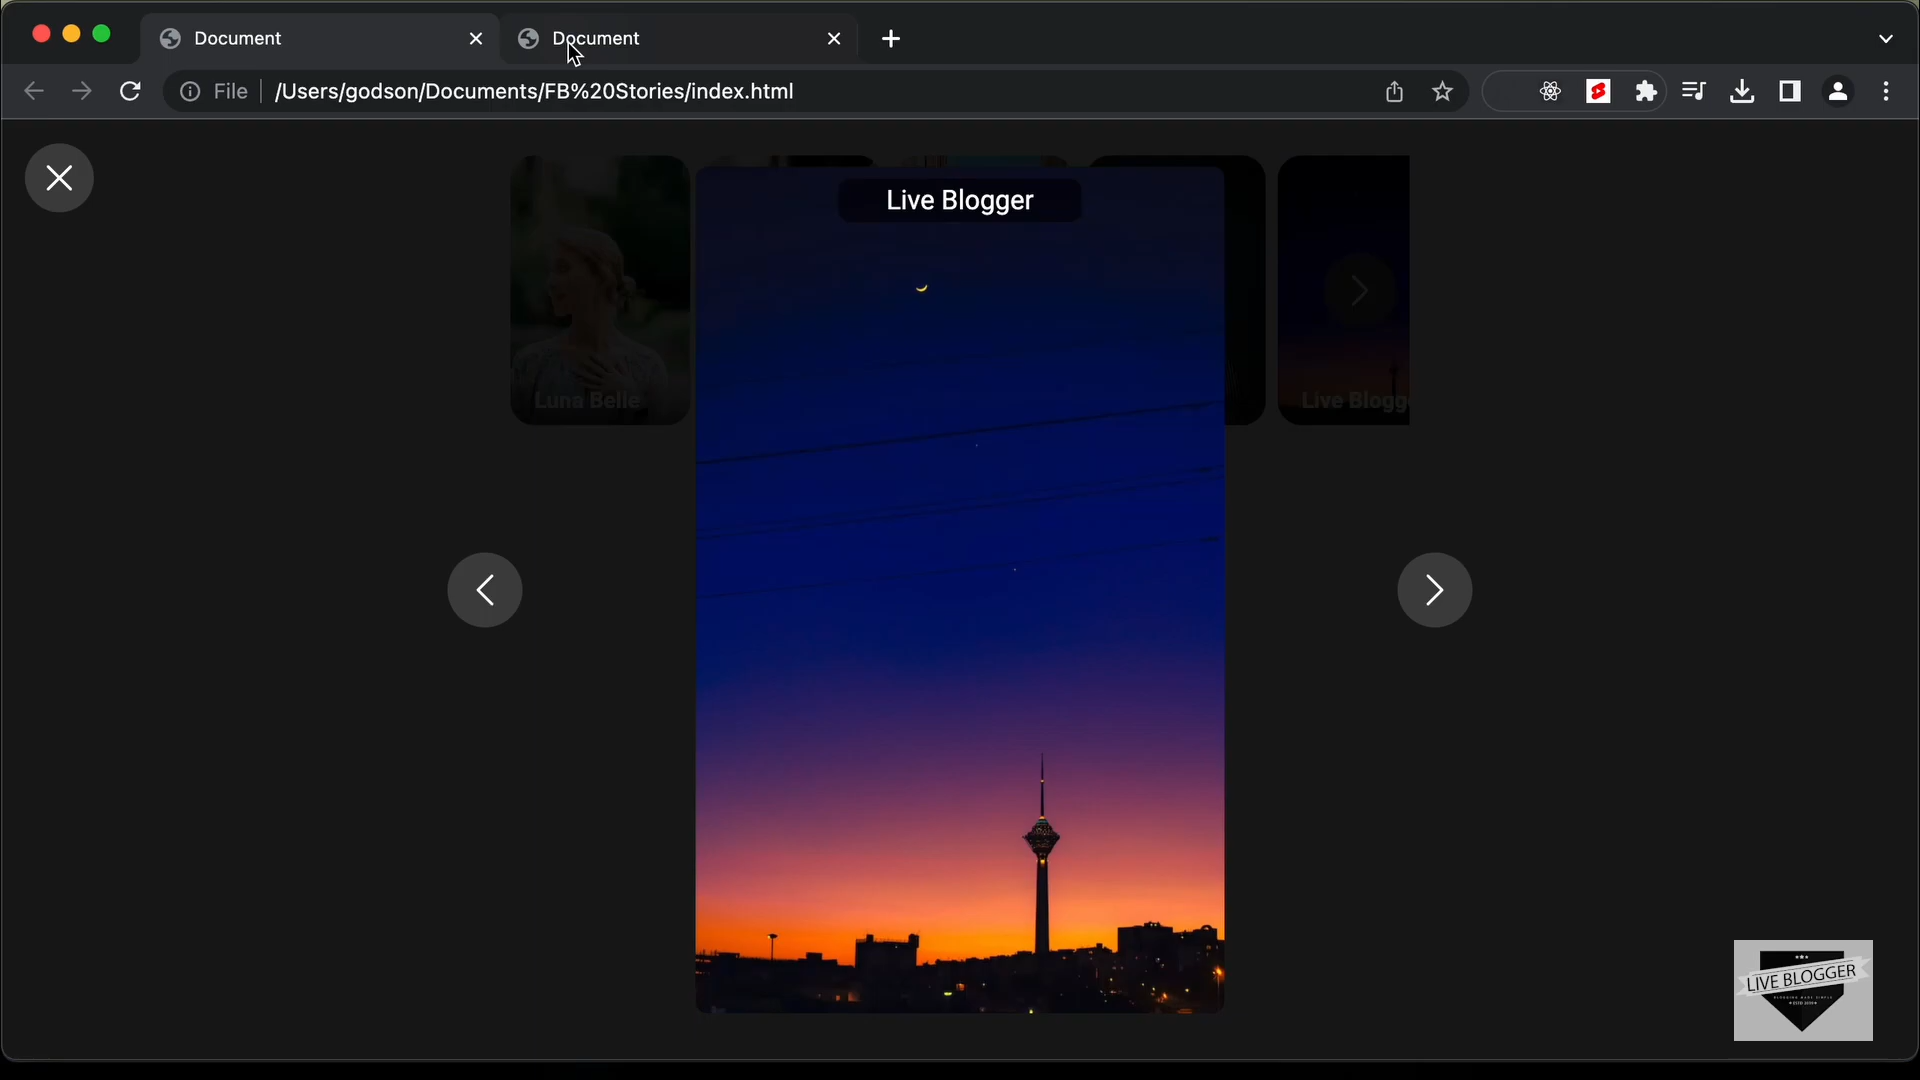 Document
Document
File
/Users/godson/Documents/FB%20Stories/index.html
Live Blogger
Luna Belle
Live Blogg
LIVE BLOGGER